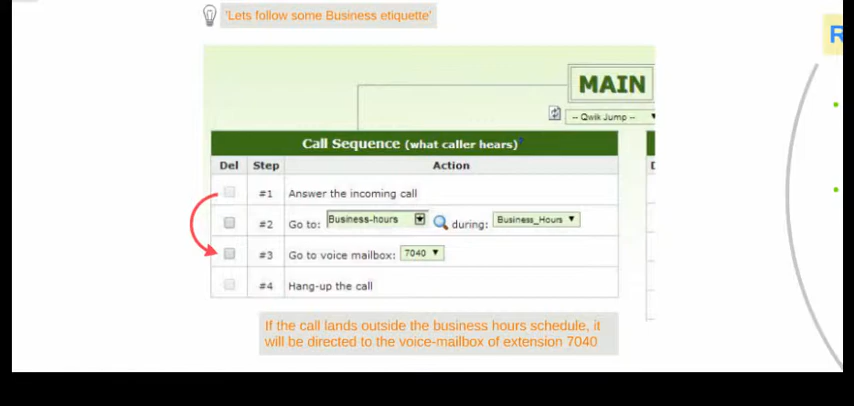 'Lets follow some Business etiquette'
R
MAIN
-- Qwik Jump --
Call Sequence (what caller hears)?
Del Step Action
#1 Answer the incoming call
#2 Go to: Business-hours during: Business_Hours
#3 Go to voice mailbox: 7040
#4 Hang-up the call
If the call lands outside the business hours schedule, it
will be directed to the voice-mailbox of extension 7040